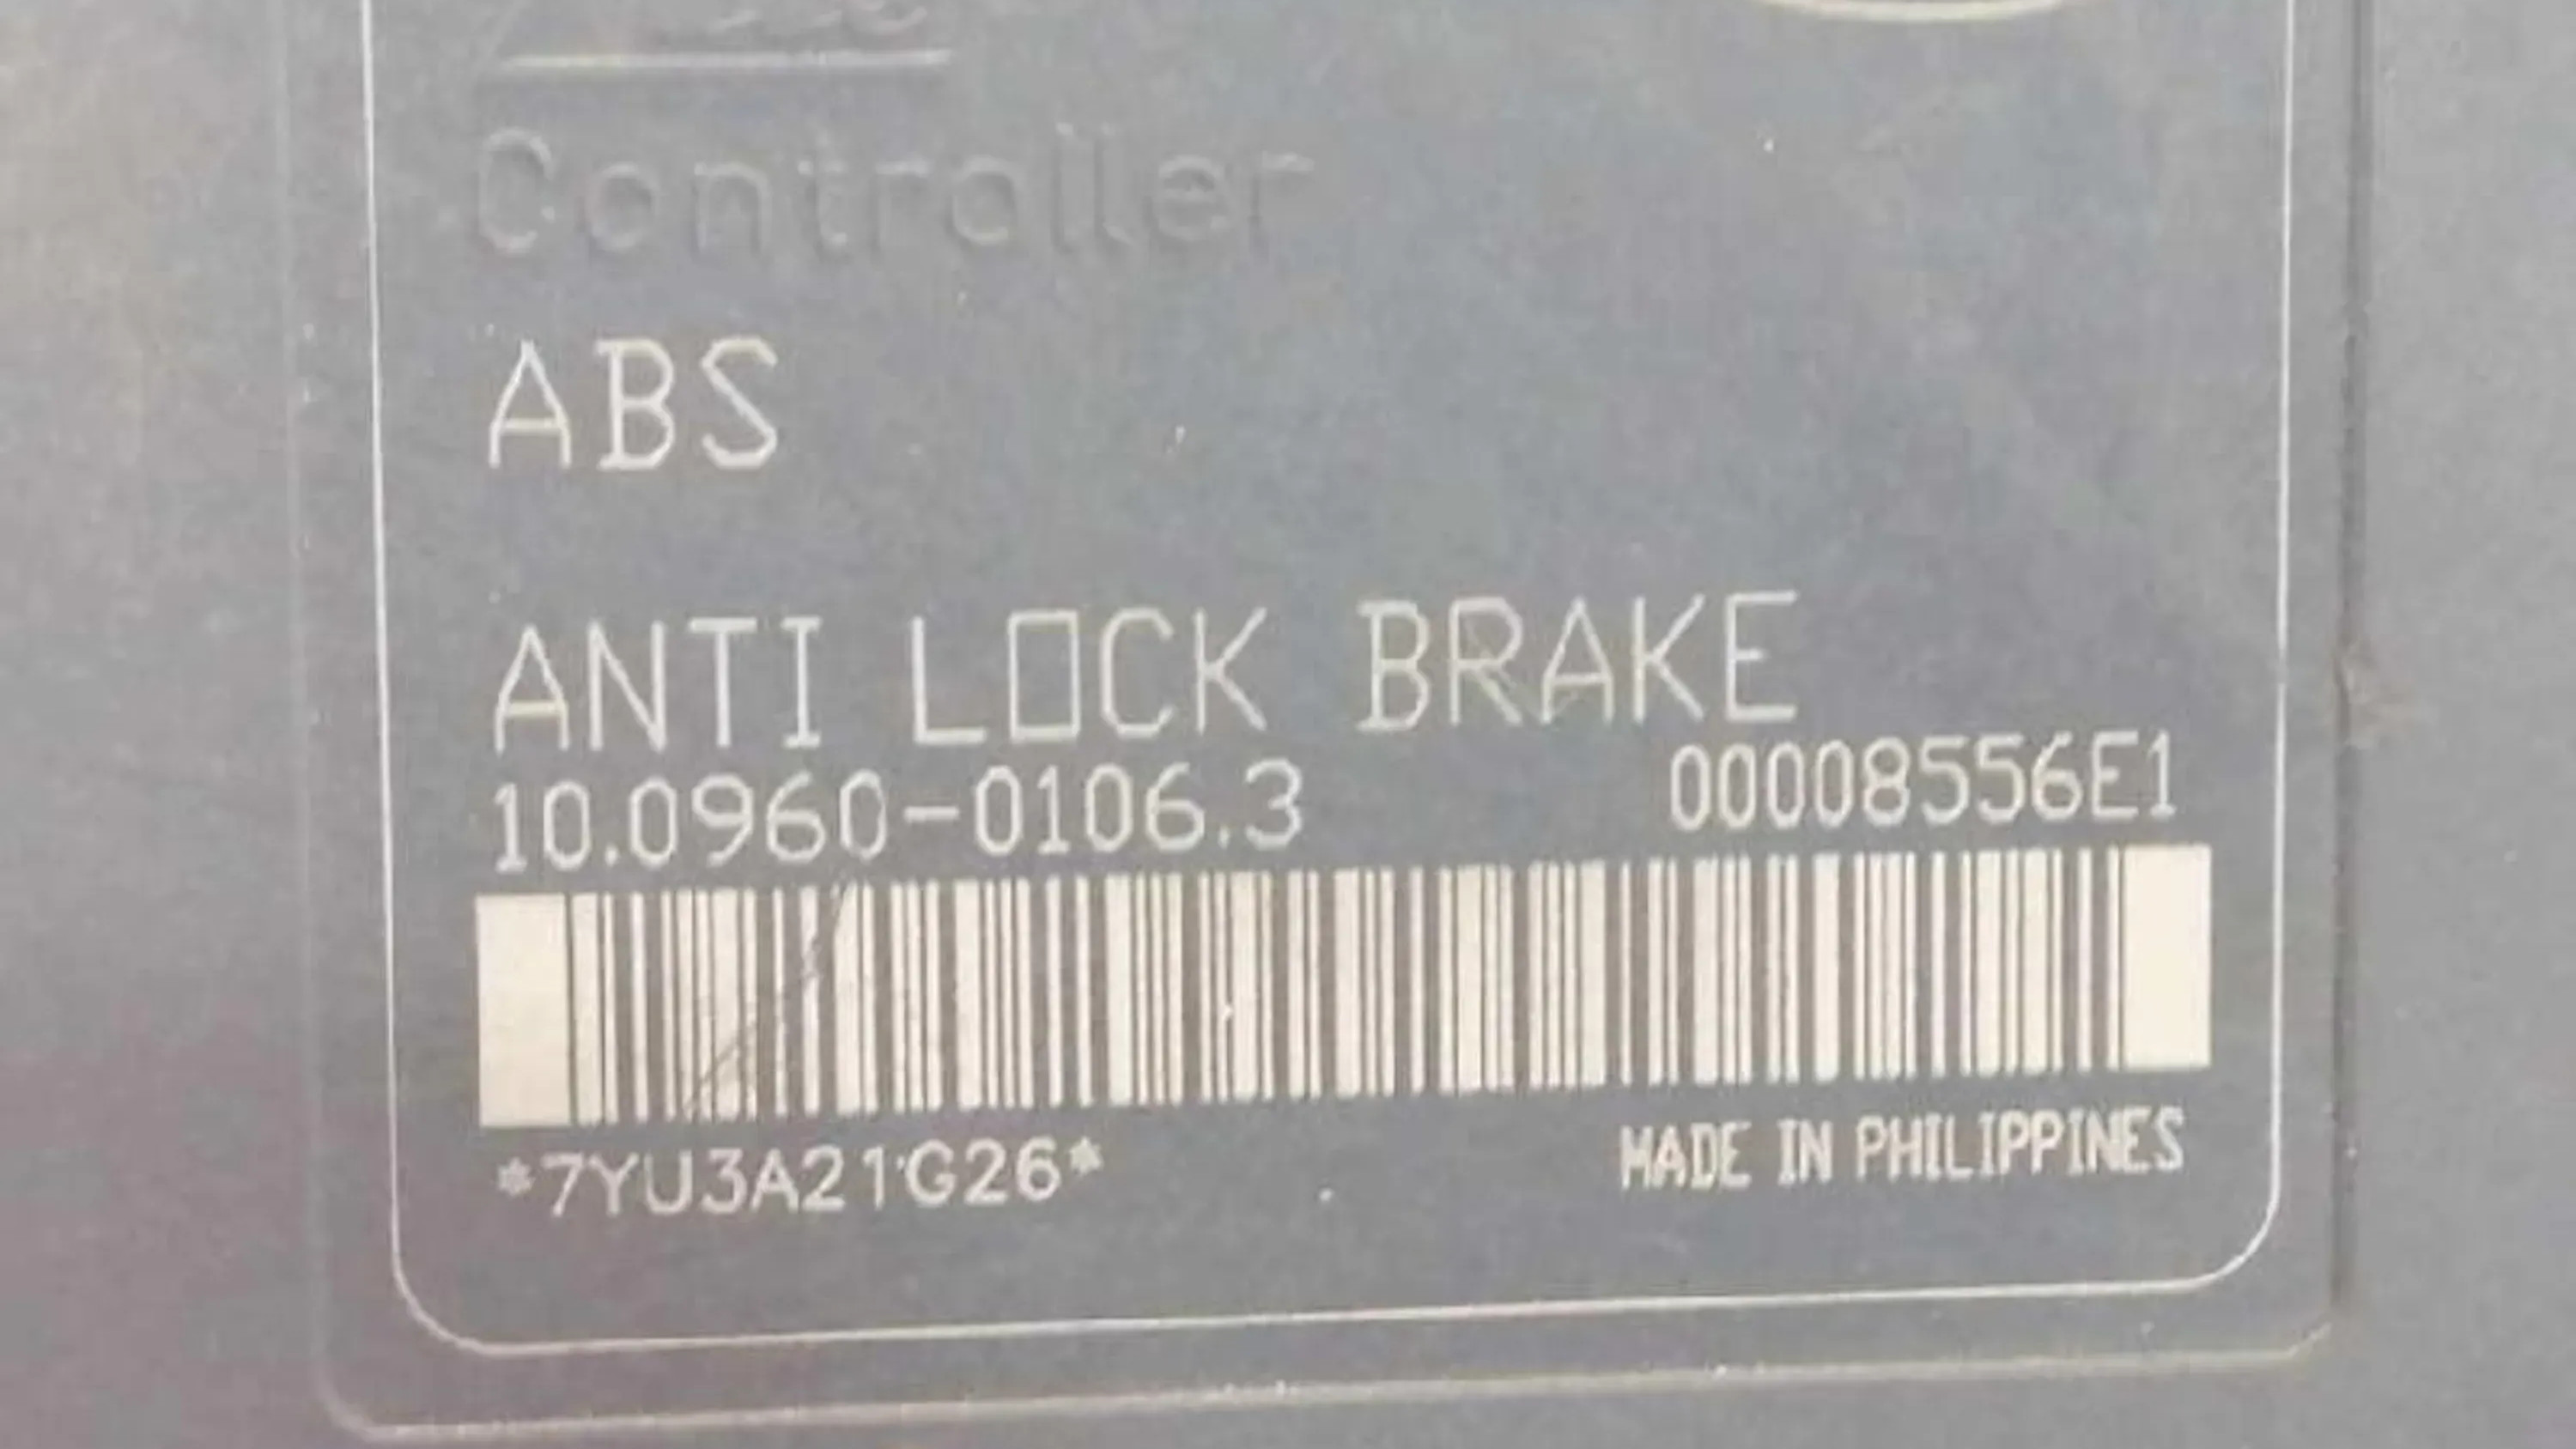 Controller
ABS
ANTI LOCK BRAKE
10.0960-0106.3 00008556E1
*7YU3A21G26*
MADE IN PHILIPPINES